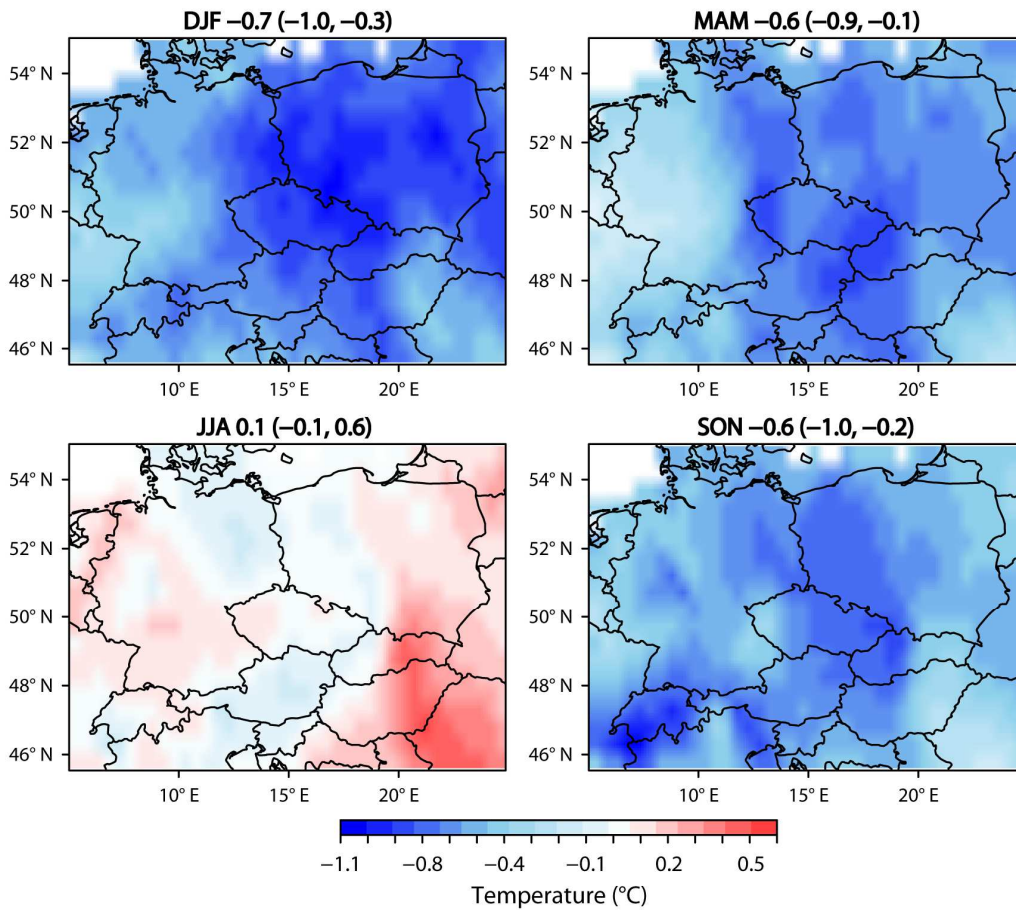 DJF −0.7 (−1.0, −0.3)
MAM −0.6 (−0.9, −0.1)
54° N
52° N
50° N
48° N
46° N
54° N
52° N
50° N
48° N
46° N
10° E 15° E 20° E
10° E 15° E 20° E
JJA 0.1 (−0.1, 0.6)
SON −0.6 (−1.0, −0.2)
54° N
52° N
50° N
48° N
46° N
54° N
52° N
50° N
48° N
46° N
10° E 15° E 20° E
10° E 15° E 20° E
−1.1 −0.8 −0.4 −0.1 0.2 0.5
Temperature (°C)